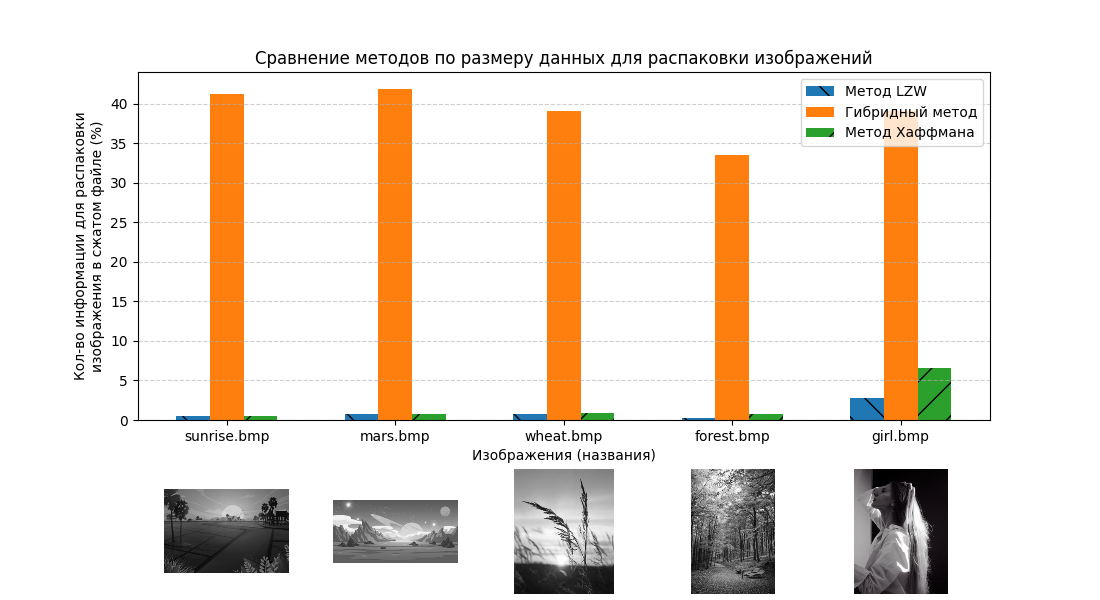 Сравнение методов по размеру данных для распаковки изображений
Кол-во информации для распаковки
изображения в сжатом файле (%)
40
35
30
25
20
15
10
5
0
Метод LZW
Гибридный метод
Метод Хаффмана
sunrise.bmp
mars.bmp
wheat.bmp
forest.bmp
girl.bmp
Изображения (названия)